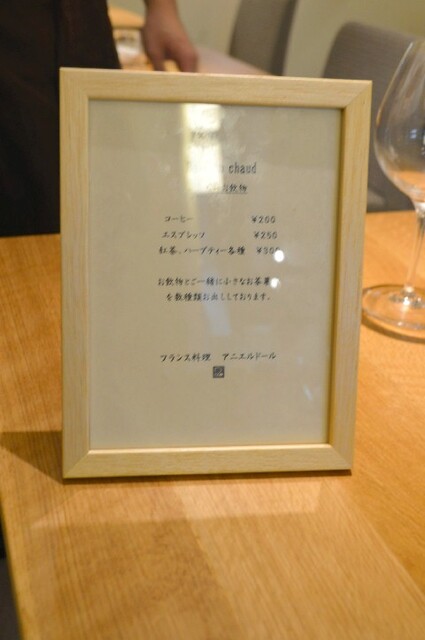 chaud
お飲物
コーヒー ¥200
エスプレッソ ¥250
紅茶、ハーブティー各種 ¥300
お飲物とご一緒に小さなお茶菓
を数種類お出ししております。
フランス料理 アニエルドール